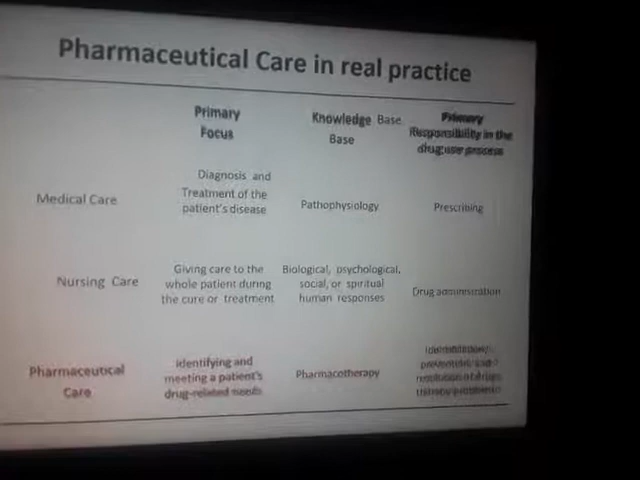 Pharmaceutical Care in real practice
Primary
Focus
Knowledge Base
Base
Primary
Responsibility in the
drug use process
Medical Care
Diagnosis and
Treatment of the
patient's disease
Pathophysiology
Prescribing
Nursing Care
Giving care to the
whole patient during
the cure or treatment
Biological, psychological,
social, or spiritual
human responses
Drug administration
Pharmaceutical
Care
Identifying and
meeting a patient's
drug-related needs
Pharmacotherapy